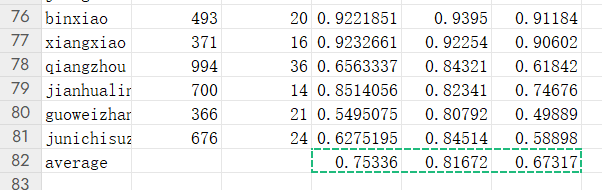 76 binxiao 493 20 0.9221851 0.9395 0.91184
77 xiangxiao 371 16 0.9232661 0.92254 0.90602
78 qiangzhou 994 36 0.6563337 0.84321 0.61842
79 jianhualin 700 14 0.8514056 0.82341 0.74676
80 guoweizhan 366 21 0.5495075 0.80792 0.49889
81 junichisuz 676 24 0.6275195 0.84514 0.58898
82 average 0.75336 0.81672 0.67317
83